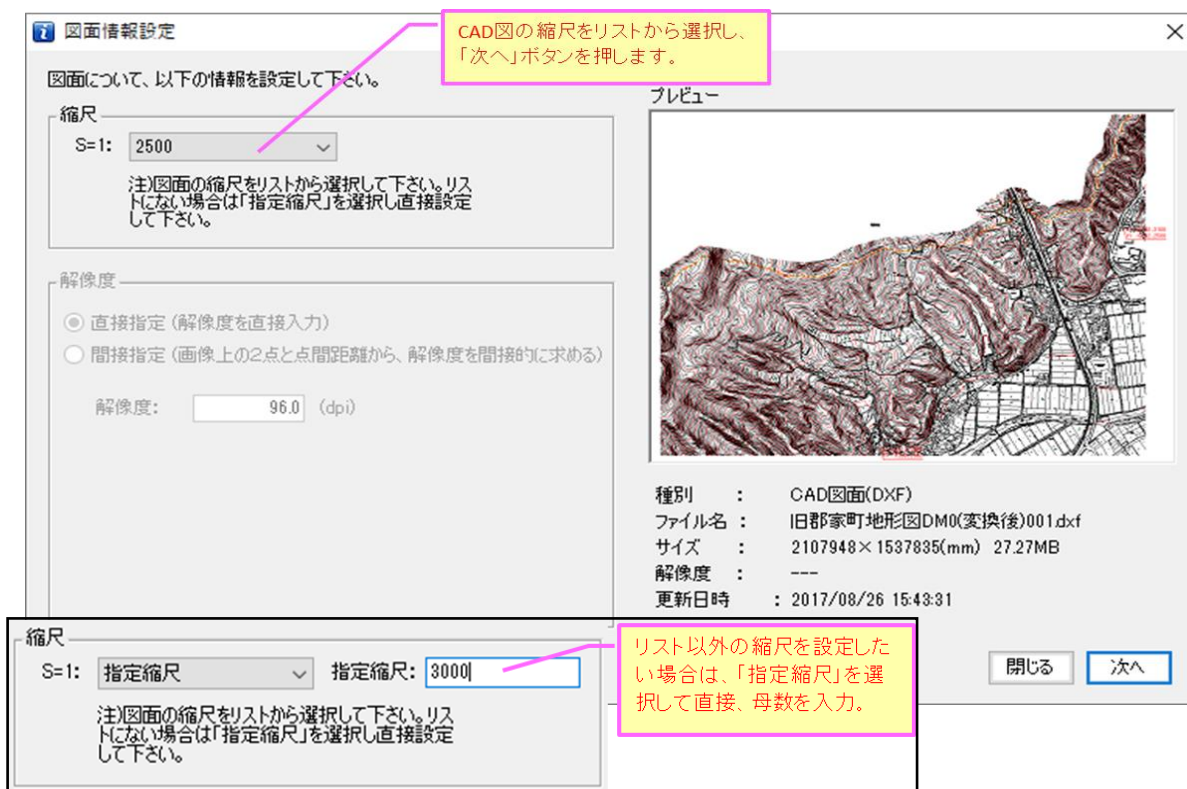 図面情報設定
CAD図の縮尺をリストから選択し、
「次へ」ボタンを押します。
図面について、以下の情報を設定して下さい。
縮尺
S=1: 2500
注)図面の縮尺をリストから選択して下さい。リス
トにない場合は「指定縮尺」を選択し直接設定
して下さい。
解像度
直接指定 (解像度を直接入力)
間接指定 (画像上の2点と点間距離から、解像度を間接的に求める)
解像度: 96.0 (dpi)
プレビュー
種別 : CAD図面(DXF)
ファイル名 : 旧郡家町地形図DM0(変換後)001.dxf
サイズ : 2107948×1537835(mm) 27.27MB
解像度 : ---
更新日時 : 2017/08/26 15:43:31
閉じる 次へ
縮尺
S=1: 指定縮尺 指定縮尺: 3000
注)図面の縮尺をリストから選択して下さい。リス
トにない場合は「指定縮尺」を選択し直接設定
して下さい。
リスト以外の縮尺を設定した
い場合は、「指定縮尺」を選
択して直接、母数を入力。